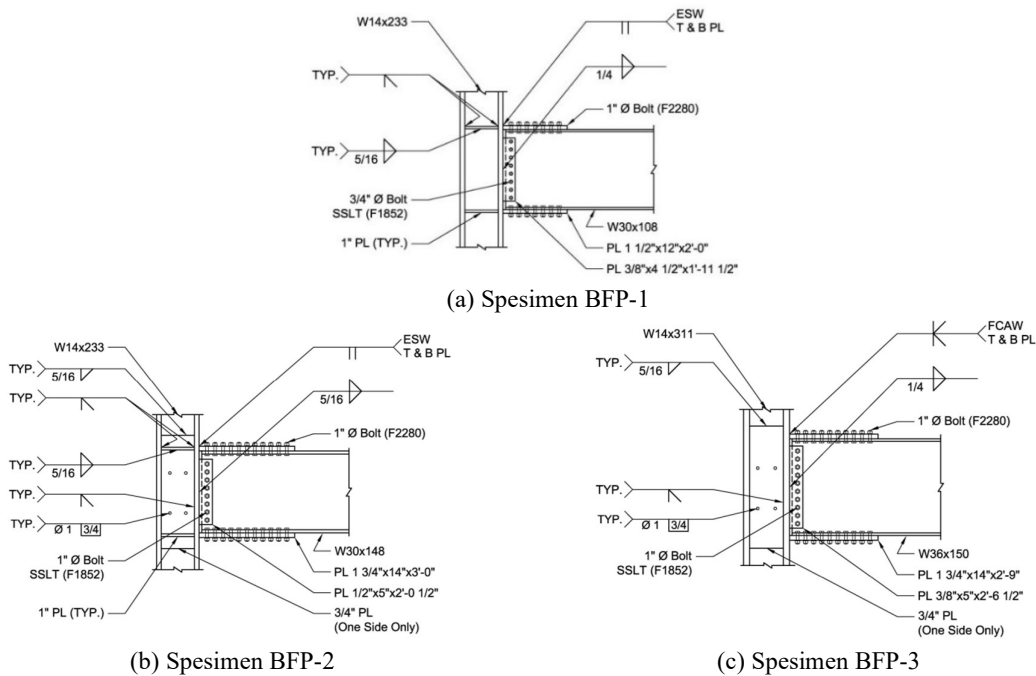 W14x233
ESW
T & B PL
TYP.
1/4
1" Ø Bolt (F2280)
TYP.
5/16
3/4" Ø Bolt
SSLT (F1852)
W30x108
1" PL (TYP.)
PL 1 1/2"x12"x2'-0"
PL 3/8"x4 1/2"x1'-11 1/2"
(a) Spesimen BFP-1
W14x233
ESW
T & B PL
TYP.
5/16
TYP.
5/16
1" Ø Bolt (F2280)
TYP.
5/16
TYP.
TYP.
Ø 1
3/4
1" Ø Bolt
SSLT (F1852)
W30x148
PL 1 3/4"x14"x3'-0"
PL 1/2"x5"x2'-0 1/2"
1" PL (TYP.)
3/4" PL
(One Side Only)
(b) Spesimen BFP-2
W14x311
FCAW
T & B PL
TYP.
5/16
1/4
1" Ø Bolt (F2280)
TYP.
TYP.
Ø 1
3/4
1" Ø Bolt
SSLT (F1852)
W36x150
PL 1 3/4"x14"x2'-9"
PL 3/8"x5"x2'-6 1/2"
3/4" PL
(One Side Only)
(c) Spesimen BFP-3